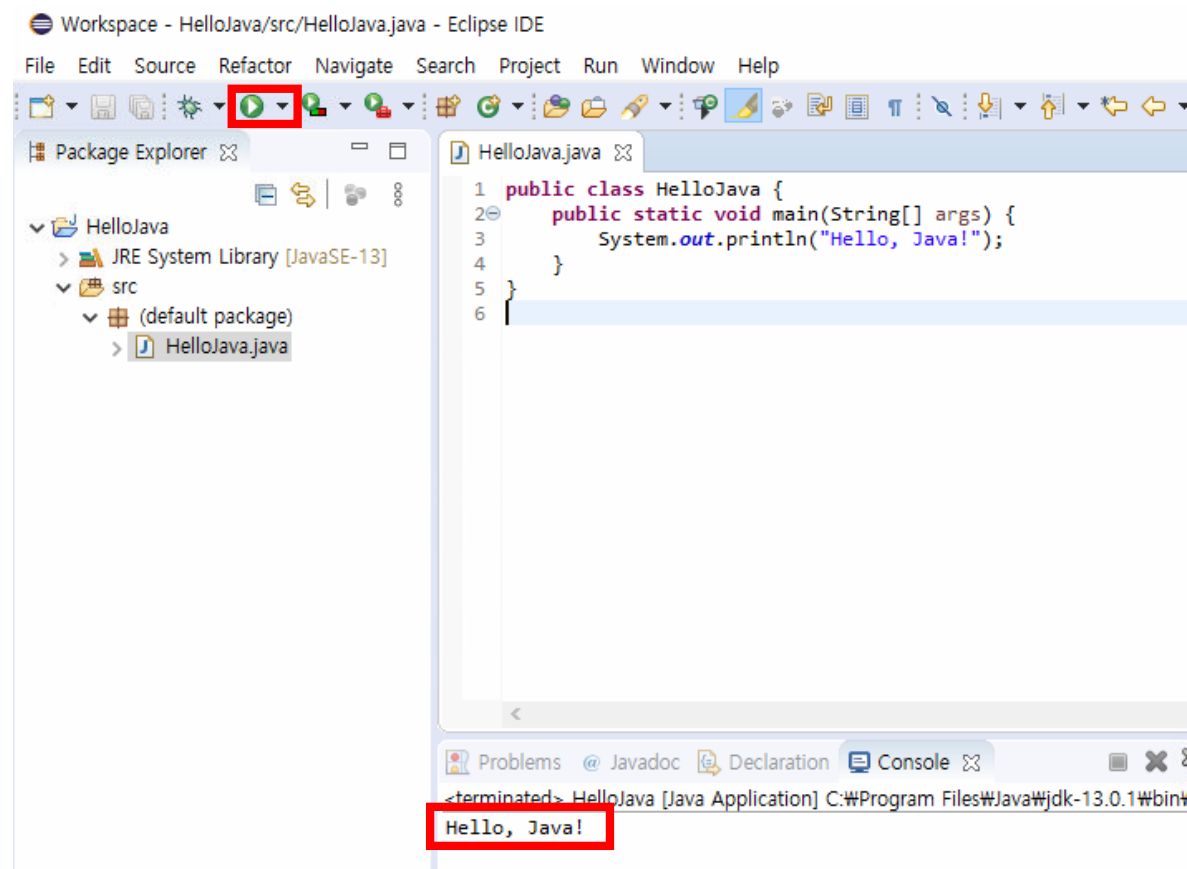 Workspace - HelloJava/src/HelloJava.java - Eclipse IDE
File Edit Source Refactor Navigate Search Project Run Window Help
Package Explorer
HelloJava
JRE System Library [JavaSE-13]
src
(default package)
HelloJava.java
HelloJava.java
1 public class HelloJava {
2 public static void main(String[] args) {
3 System.out.println("Hello, Java!");
4 }
5 }
6
Problems @ Javadoc Declaration Console
<terminated> HelloJava [Java Application] C:₩Program Files₩Java₩jdk-13.0.1₩bin₩
Hello, Java!